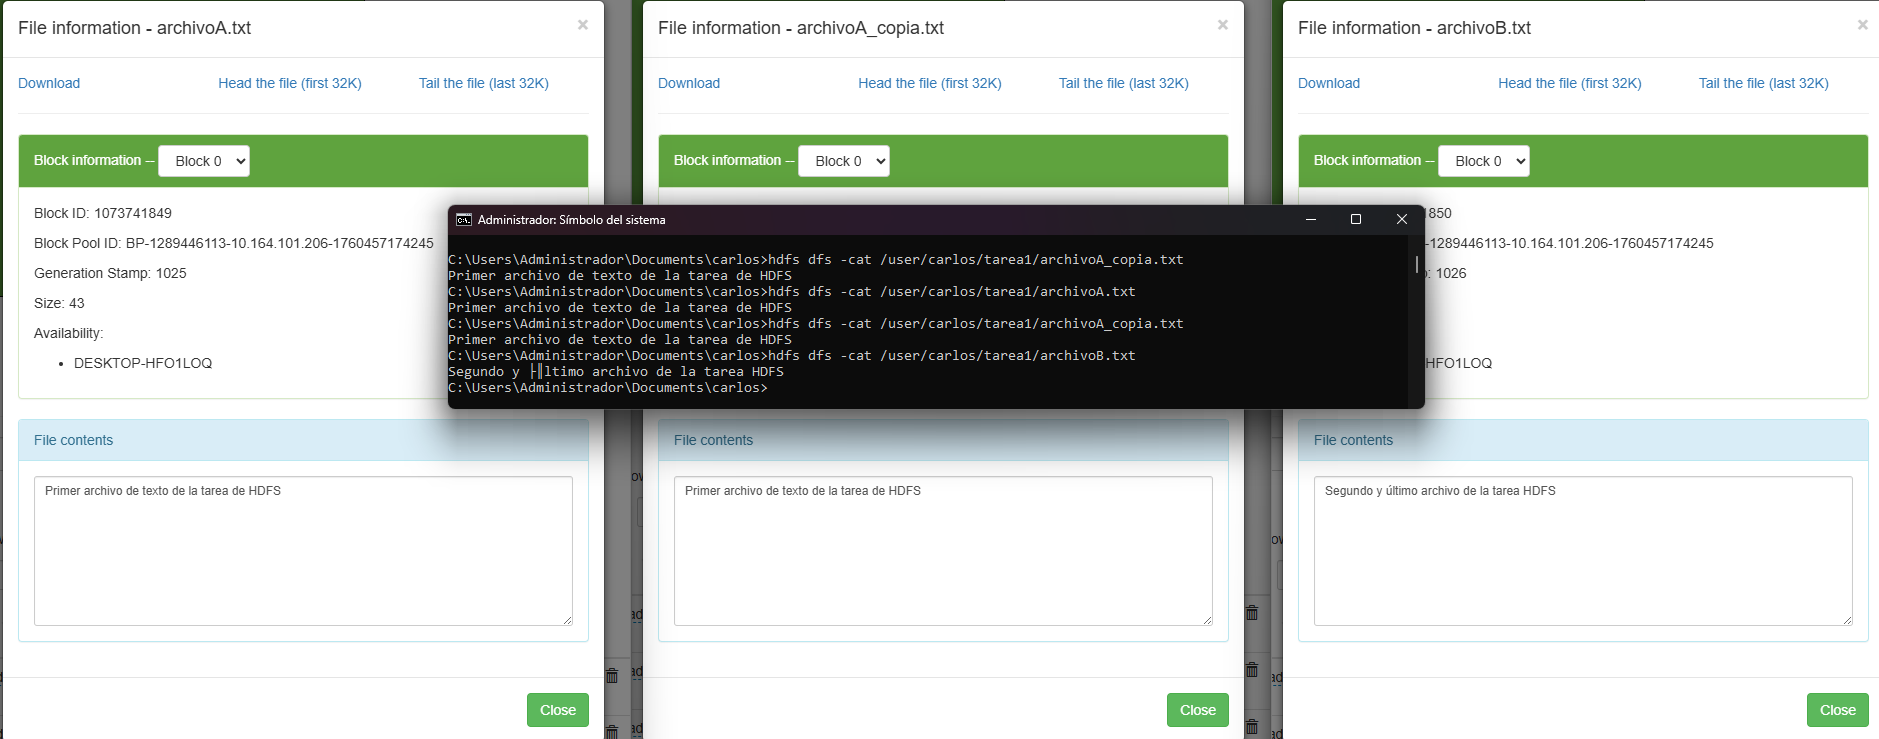 File information - archivoA.txt
×
Download
Head the file (first 32K)
Tail the file (last 32K)
Block information --
Block 0
Block ID: 1073741849
Block Pool ID: BP-1289446113-10.164.101.206-1760457174245
Generation Stamp: 1025
Size: 43
Availability:
• DESKTOP-HFO1LOQ
File contents
Primer archivo de texto de la tarea de HDFS
Close
File information - archivoA_copia.txt
×
Download
Head the file (first 32K)
Tail the file (last 32K)
Block information --
Block 0
Administrador: Símbolo del sistema
C:\Users\Administrador\Documents\carlos>hdfs dfs -cat /user/carlos/tarea1/archivoA_copia.txt
Primer archivo de texto de la tarea de HDFS
C:\Users\Administrador\Documents\carlos>hdfs dfs -cat /user/carlos/tarea1/archivoA.txt
Primer archivo de texto de la tarea de HDFS
C:\Users\Administrador\Documents\carlos>hdfs dfs -cat /user/carlos/tarea1/archivoA_copia.txt
Primer archivo de texto de la tarea de HDFS
C:\Users\Administrador\Documents\carlos>hdfs dfs -cat /user/carlos/tarea1/archivoB.txt
Segundo y ├║ltimo archivo de la tarea HDFS
C:\Users\Administrador\Documents\carlos>
File contents
Primer archivo de texto de la tarea de HDFS
Close
File information - archivoB.txt
×
Download
Head the file (first 32K)
Tail the file (last 32K)
Block information --
Block 0
1850
-1289446113-10.164.101.206-1760457174245
: 1026
HFO1LOQ
File contents
Segundo y último archivo de la tarea HDFS
Close